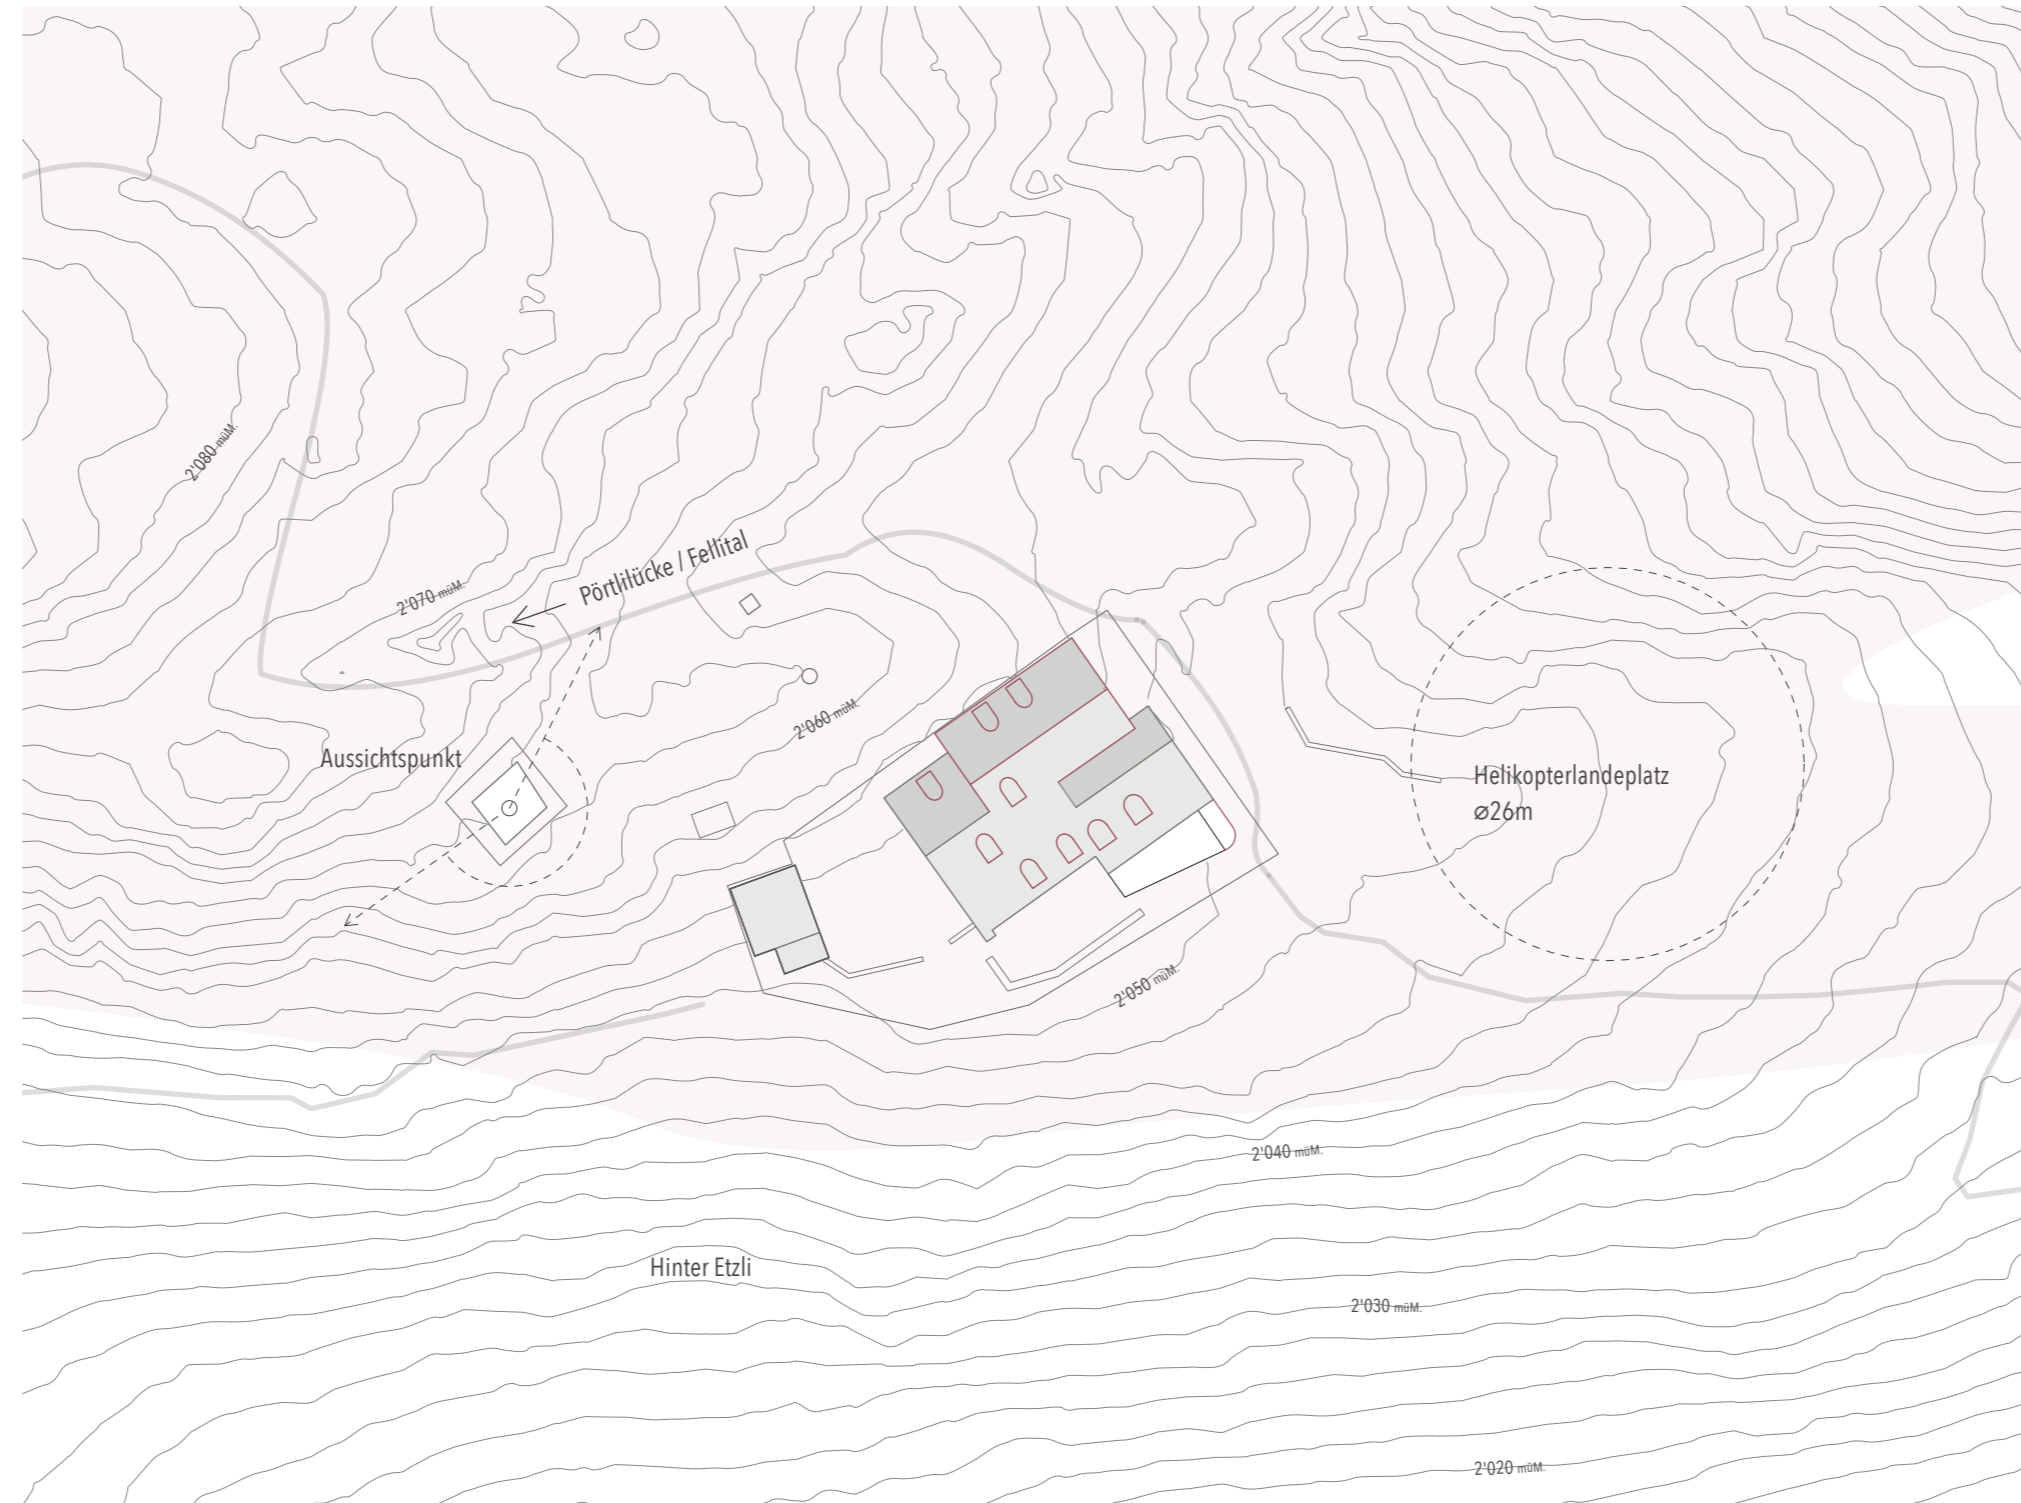 2'080 müM.
Pörtlilücke / Fellital
2'070 müM.
2'060 müM.
Aussichtspunkt
Helikopterlandeplatz
⌀26m
2'050 müM.
2'040 müM.
Hinter Etzli
2'030 müM.
2'020 müM.